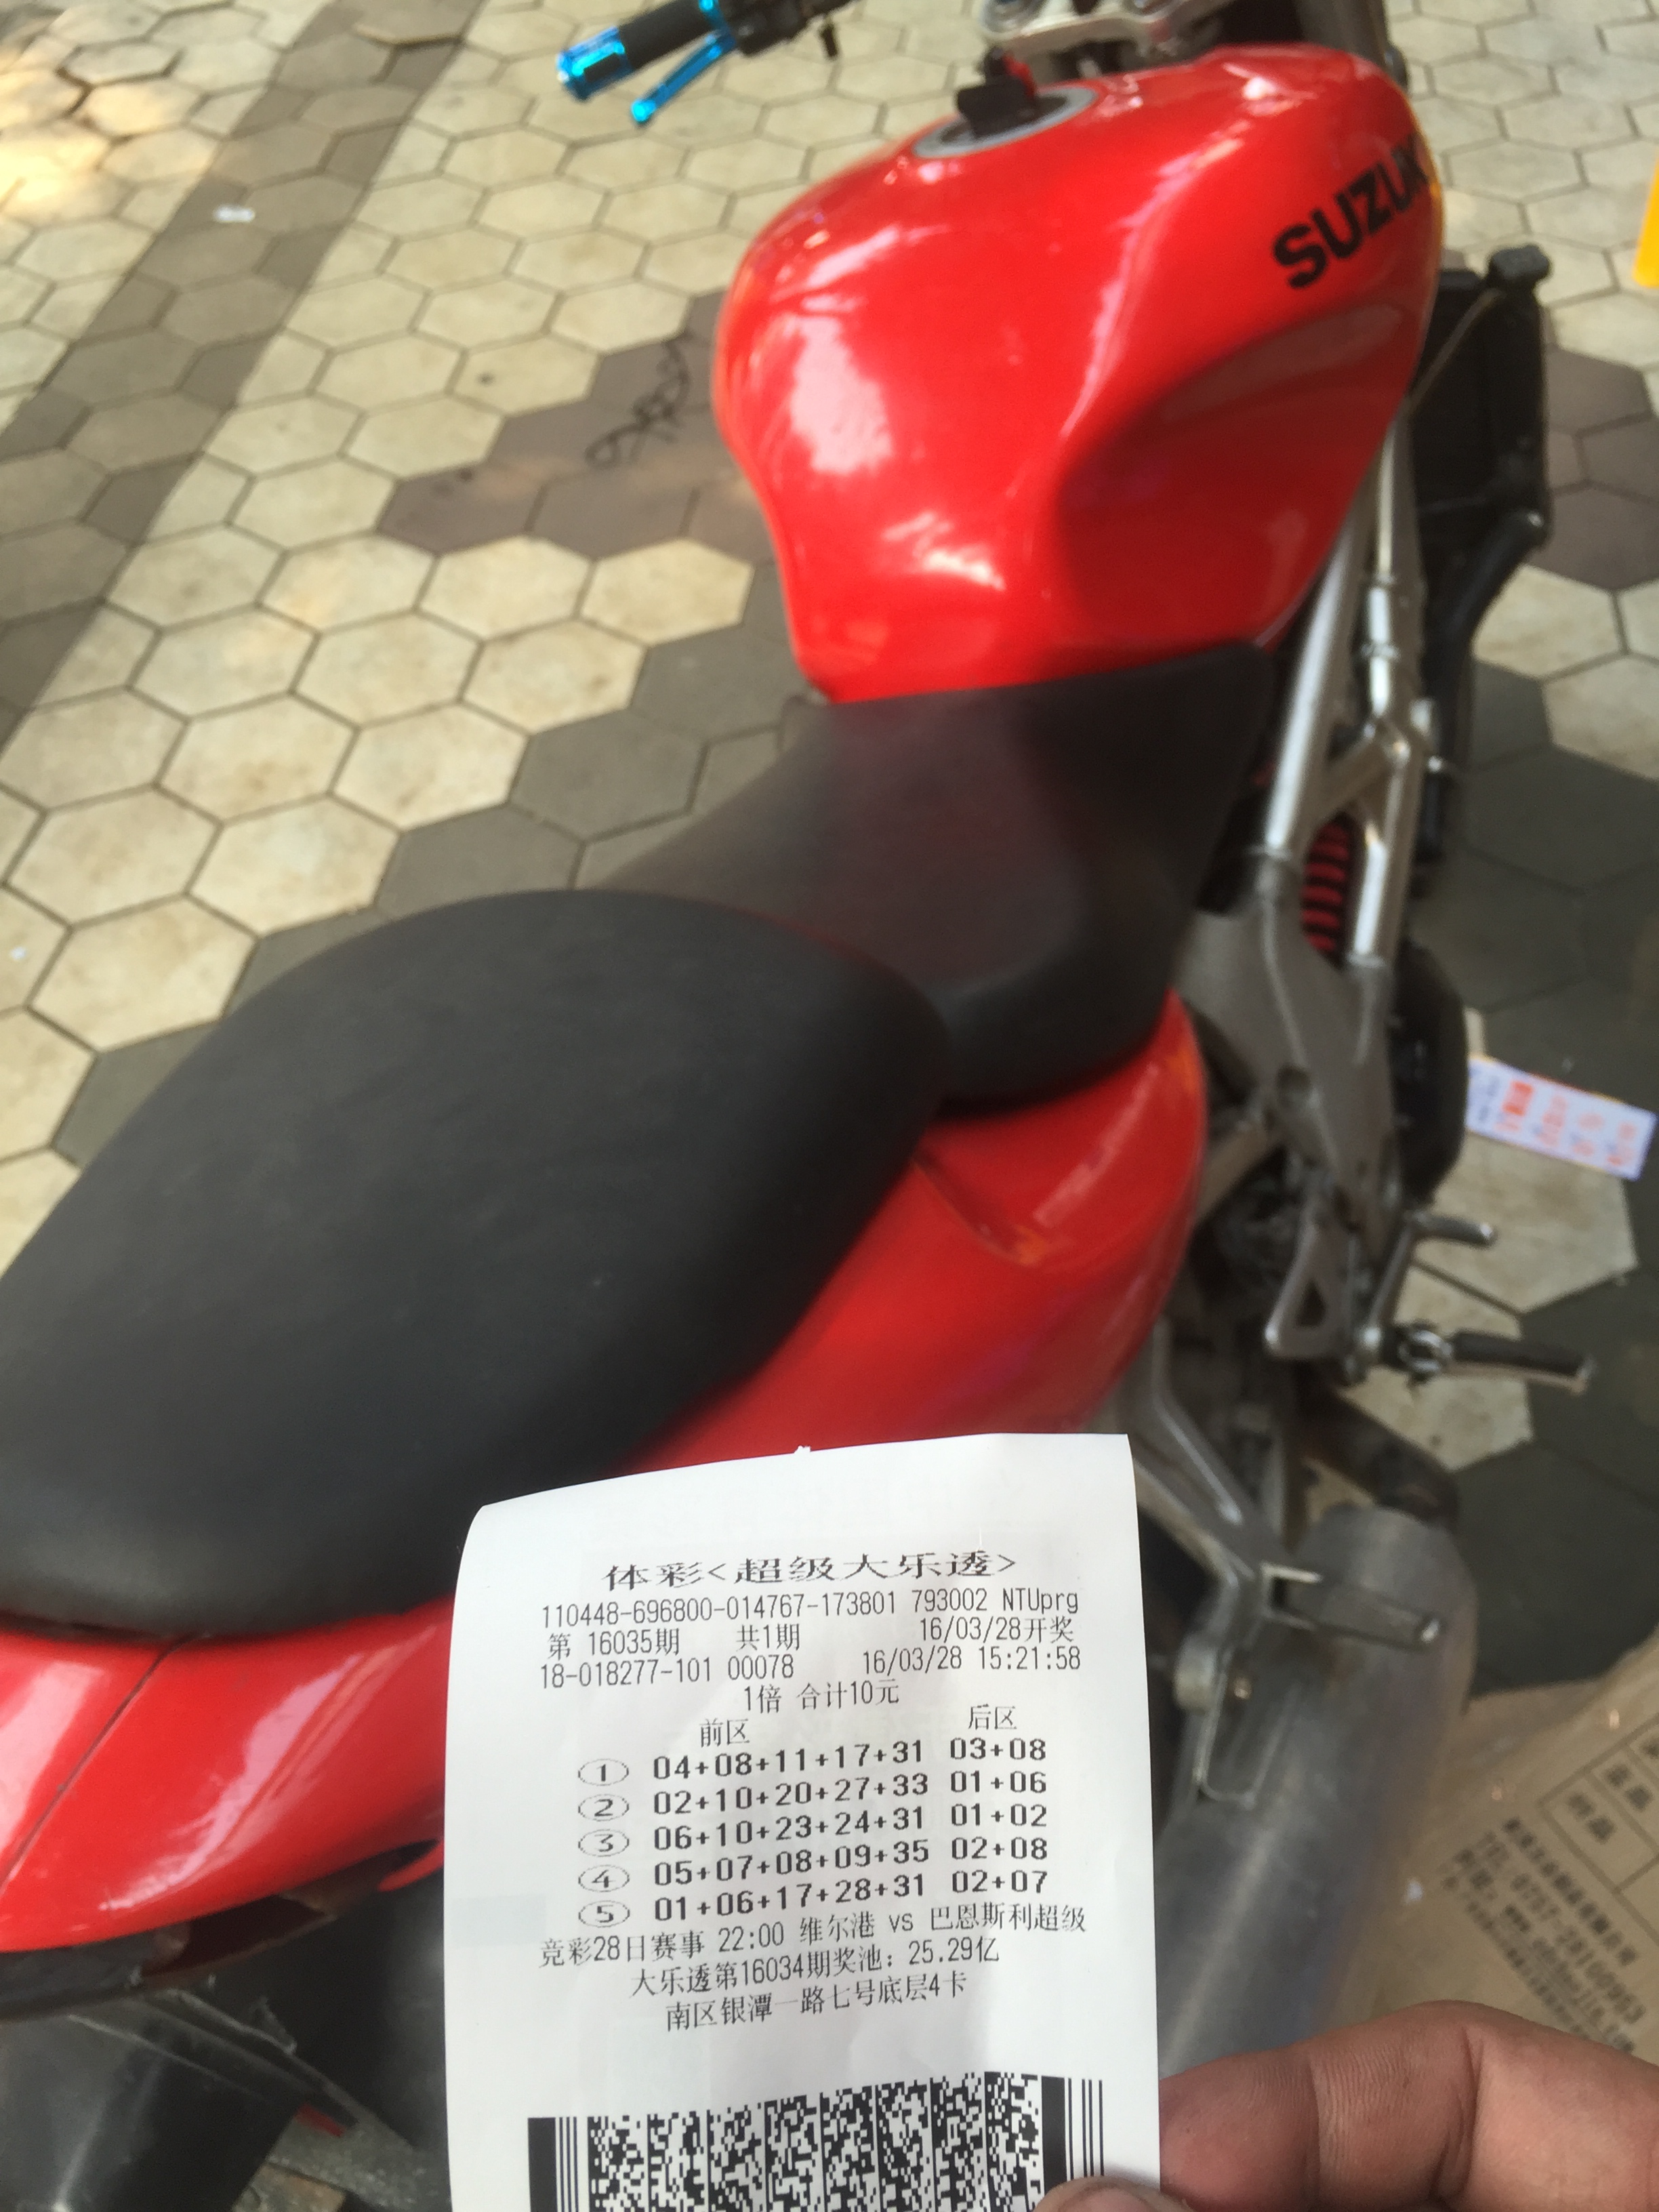 SUZUK
体彩<超级大乐透>
110448-696800-014767-173801 793002 NTUprg
第 16035期 共1期 16/03/28开奖
18-018277-101 00078 16/03/28 15:21:58
1倍 合计10元
前区 后区
① 04+08+11+17+31 03+08
② 02+10+20+27+33 01+06
③ 06+10+23+24+31 01+02
④ 05+07+08+09+35 02+08
⑤ 01+06+17+28+31 02+07
竞彩28日赛事 22:00 维尔港 vs 巴恩斯利超级
大乐透第16034期奖池: 25.29亿
南区银潭一路七号底层4卡